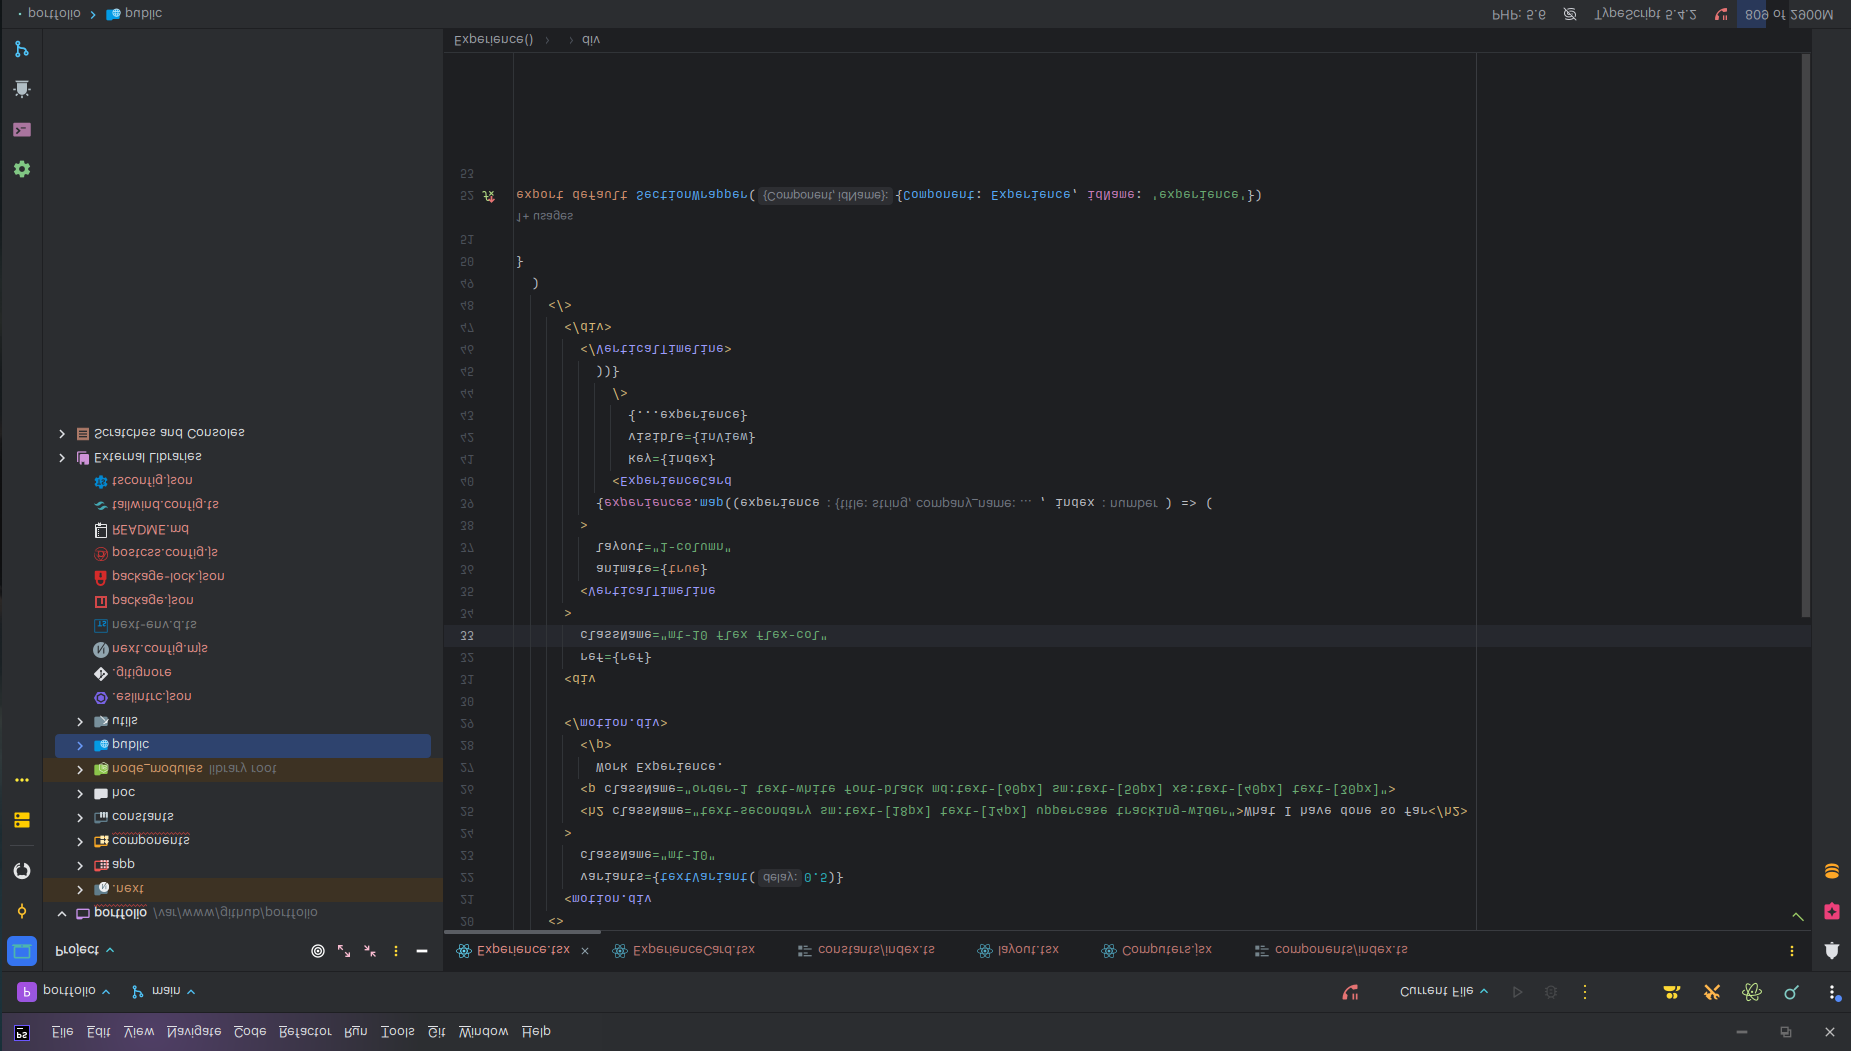 File Edit View Navigate Code Refactor Run Tools Git Window Help
P portfolio main Current File
Project
Experience.tsx ExperienceCard.tsx constants/index.ts layout.tsx Computers.jsx components/index.ts
portfolio /var/www/github/portfolio
.next
app
components
constants
hoc
node_modules library root
public
utils
.eslintrc.json
.gitignore
next.config.mjs
next-env.d.ts
package.json
package-lock.json
postcss.config.js
README.md
tailwind.config.ts
tsconfig.json
External Libraries
Scratches and Consoles
20 <>
21 <motion.div
22 variants={textVariant( delay: 0.5)}
23 className="mt-10"
24 >
25 <h2 className="text-secondary sm:text-[18px] text-[14px] uppercase tracking-wider">What I have done so far</h2>
26 <p className="order-1 text-white font-black md:text-[60px] sm:text-[50px] xs:text-[40px] text-[30px]">
27 Work Experience.
28 </p>
29 </motion.div>
30
31 <div
32 ref={ref}
33 className="mt-10 flex flex-col"
34 >
35 <VerticalTimeline
36 animate={true}
37 layout="1-column"
38 >
39 {experiences.map((experience : {title: string, company_name: ... , index : number ) => (
40 <ExperienceCard
41 key={index}
42 visible={inView}
43 {...experience}
44 />
45 ))}
46 </VerticalTimeline>
47 </div>
48 </>
49 )
50 }
51
1+ usages
52 export default SectionWrapper( {Component, idName}: {Component: Experience, idName: 'experience'})
53
Experience() div
portfolio public
PHP: 5.6 TypeScript 5.4.2 809 of 2900M